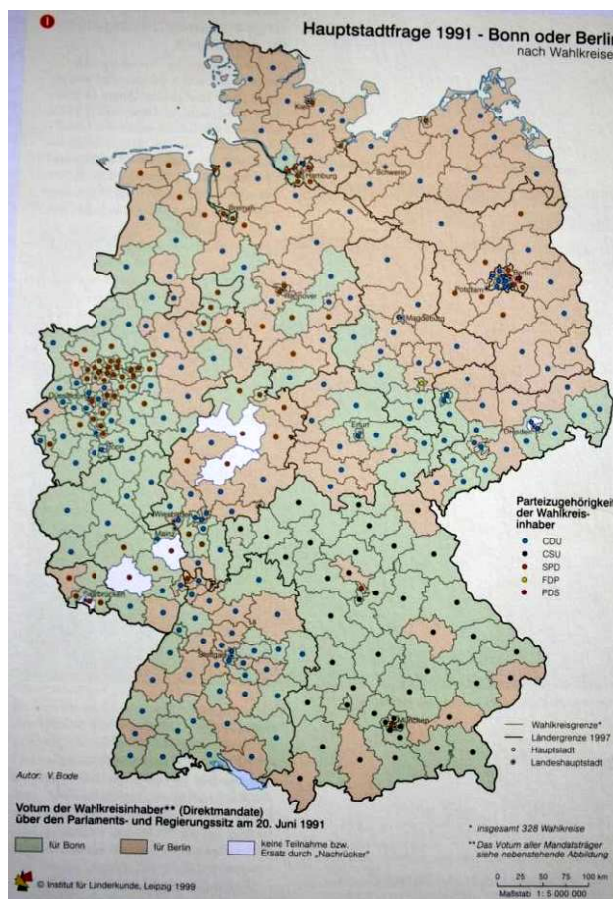 Hauptstadtfrage 1991 - Bonn oder Berlin
nach Wahlkreise
Kiel
Hamburg
Schwerin
Bremen
Berlin
Potsdam
Hannover
Magdeburg
Düsseldorf
Erfurt
Dresden
Wiesbaden
Mainz
Saarbrücken
Stuttgart
München
Parteizugehörigkeit
der Wahlkreis-
inhaber
CDU
CSU
SPD
FDP
PDS
Wahlkreisgrenze*
Ländergrenze 1997
Hauptstadt
Landeshauptstadt
Autor: V. Bode
Votum der Wahlkreisinhaber** (Direktmandate)
über den Parlaments- und Regierungssitz am 20. Juni 1991
für Bonn
für Berlin
keine Teilnahme bzw.
Ersatz durch „Nachrücker"
* insgesamt 328 Wahlkreise
** Das Votum aller Mandatsträger
siehe nebenstehende Abbildung
© Institut für Länderkunde, Leipzig 1999
0 25 50 75 100 km
Maßstab 1: 5 000 000